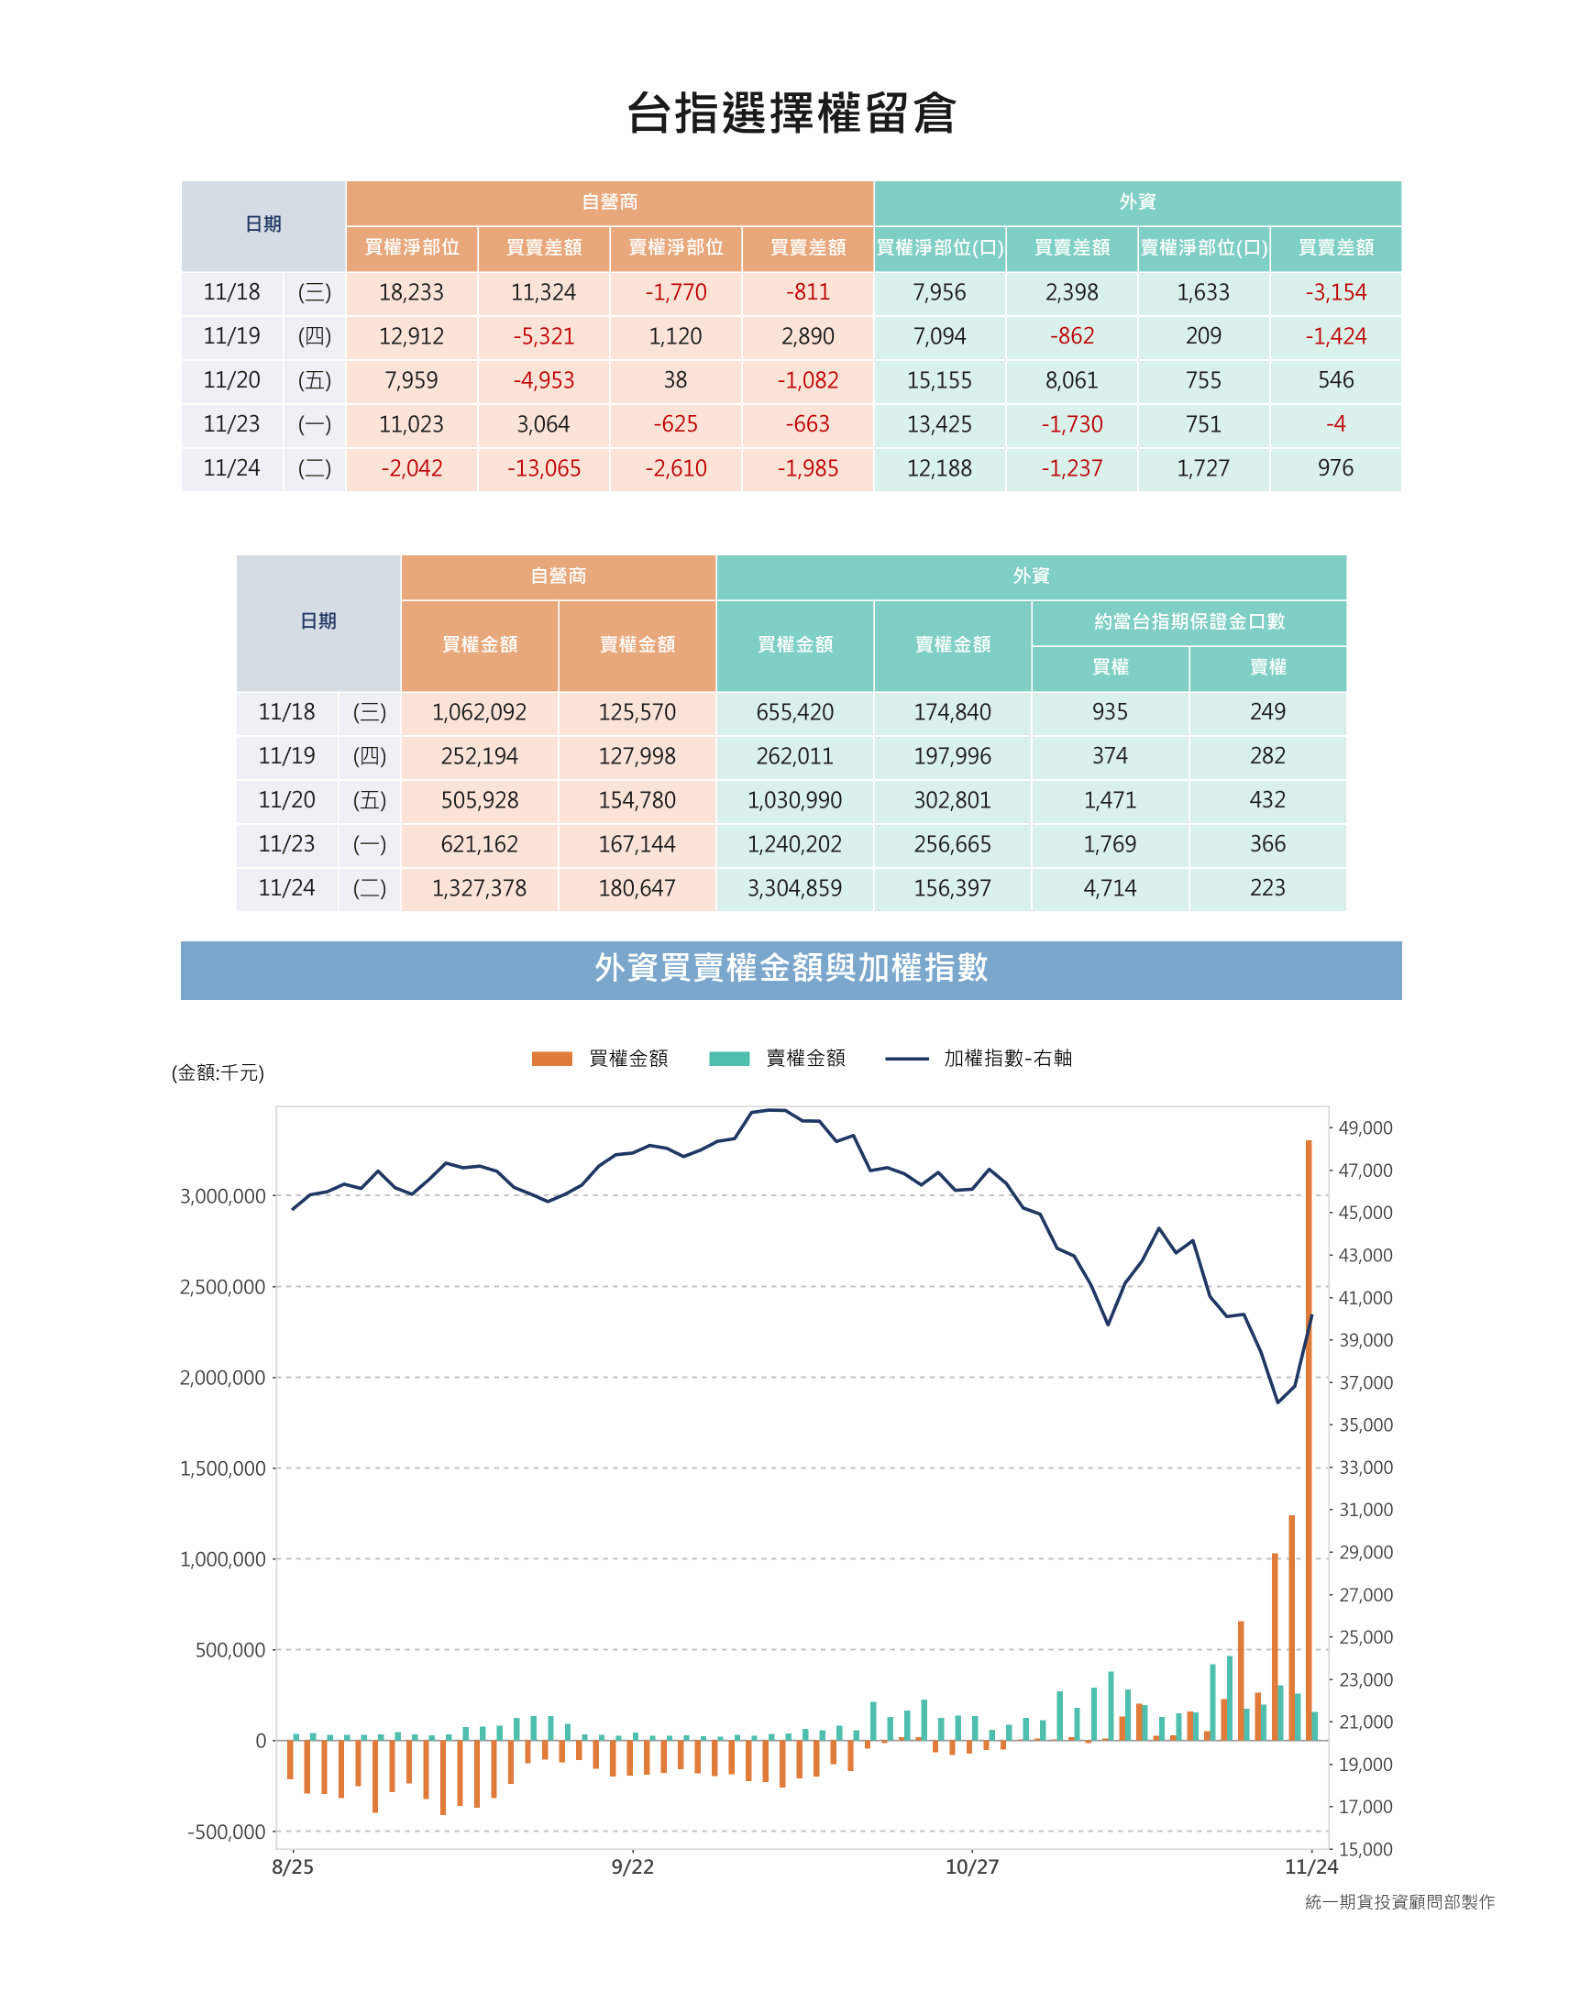 台指選擇權留倉
日期 自營商 外資
買權淨部位 買賣差額 賣權淨部位 買賣差額 買權淨部位(口) 買賣差額 賣權淨部位(口) 買賣差額
11/18 (三) 18,233 11,324 -1,770 -811 7,956 2,398 1,633 -3,154
11/19 (四) 12,912 -5,321 1,120 2,890 7,094 -862 209 -1,424
11/20 (五) 7,959 -4,953 38 -1,082 15,155 8,061 755 546
11/23 (一) 11,023 3,064 -625 -663 13,425 -1,730 751 -4
11/24 (二) -2,042 -13,065 -2,610 -1,985 12,188 -1,237 1,727 976
日期 自營商 外資
買權金額 賣權金額 買權金額 賣權金額 約當台指期保證金口數
買權 賣權
11/18 (三) 1,062,092 125,570 655,420 174,840 935 249
11/19 (四) 252,194 127,998 262,011 197,996 374 282
11/20 (五) 505,928 154,780 1,030,990 302,801 1,471 432
11/23 (一) 621,162 167,144 1,240,202 256,665 1,769 366
11/24 (二) 1,327,378 180,647 3,304,859 156,397 4,714 223
外資買賣權金額與加權指數
買權金額 賣權金額 加權指數-右軸
(金額:千元)
3,000,000
2,500,000
2,000,000
1,500,000
1,000,000
500,000
0
-500,000
49,000
47,000
45,000
43,000
41,000
39,000
37,000
35,000
33,000
31,000
29,000
27,000
25,000
23,000
21,000
19,000
17,000
15,000
8/25 9/22 10/27 11/24
統一期貨投資顧問部製作